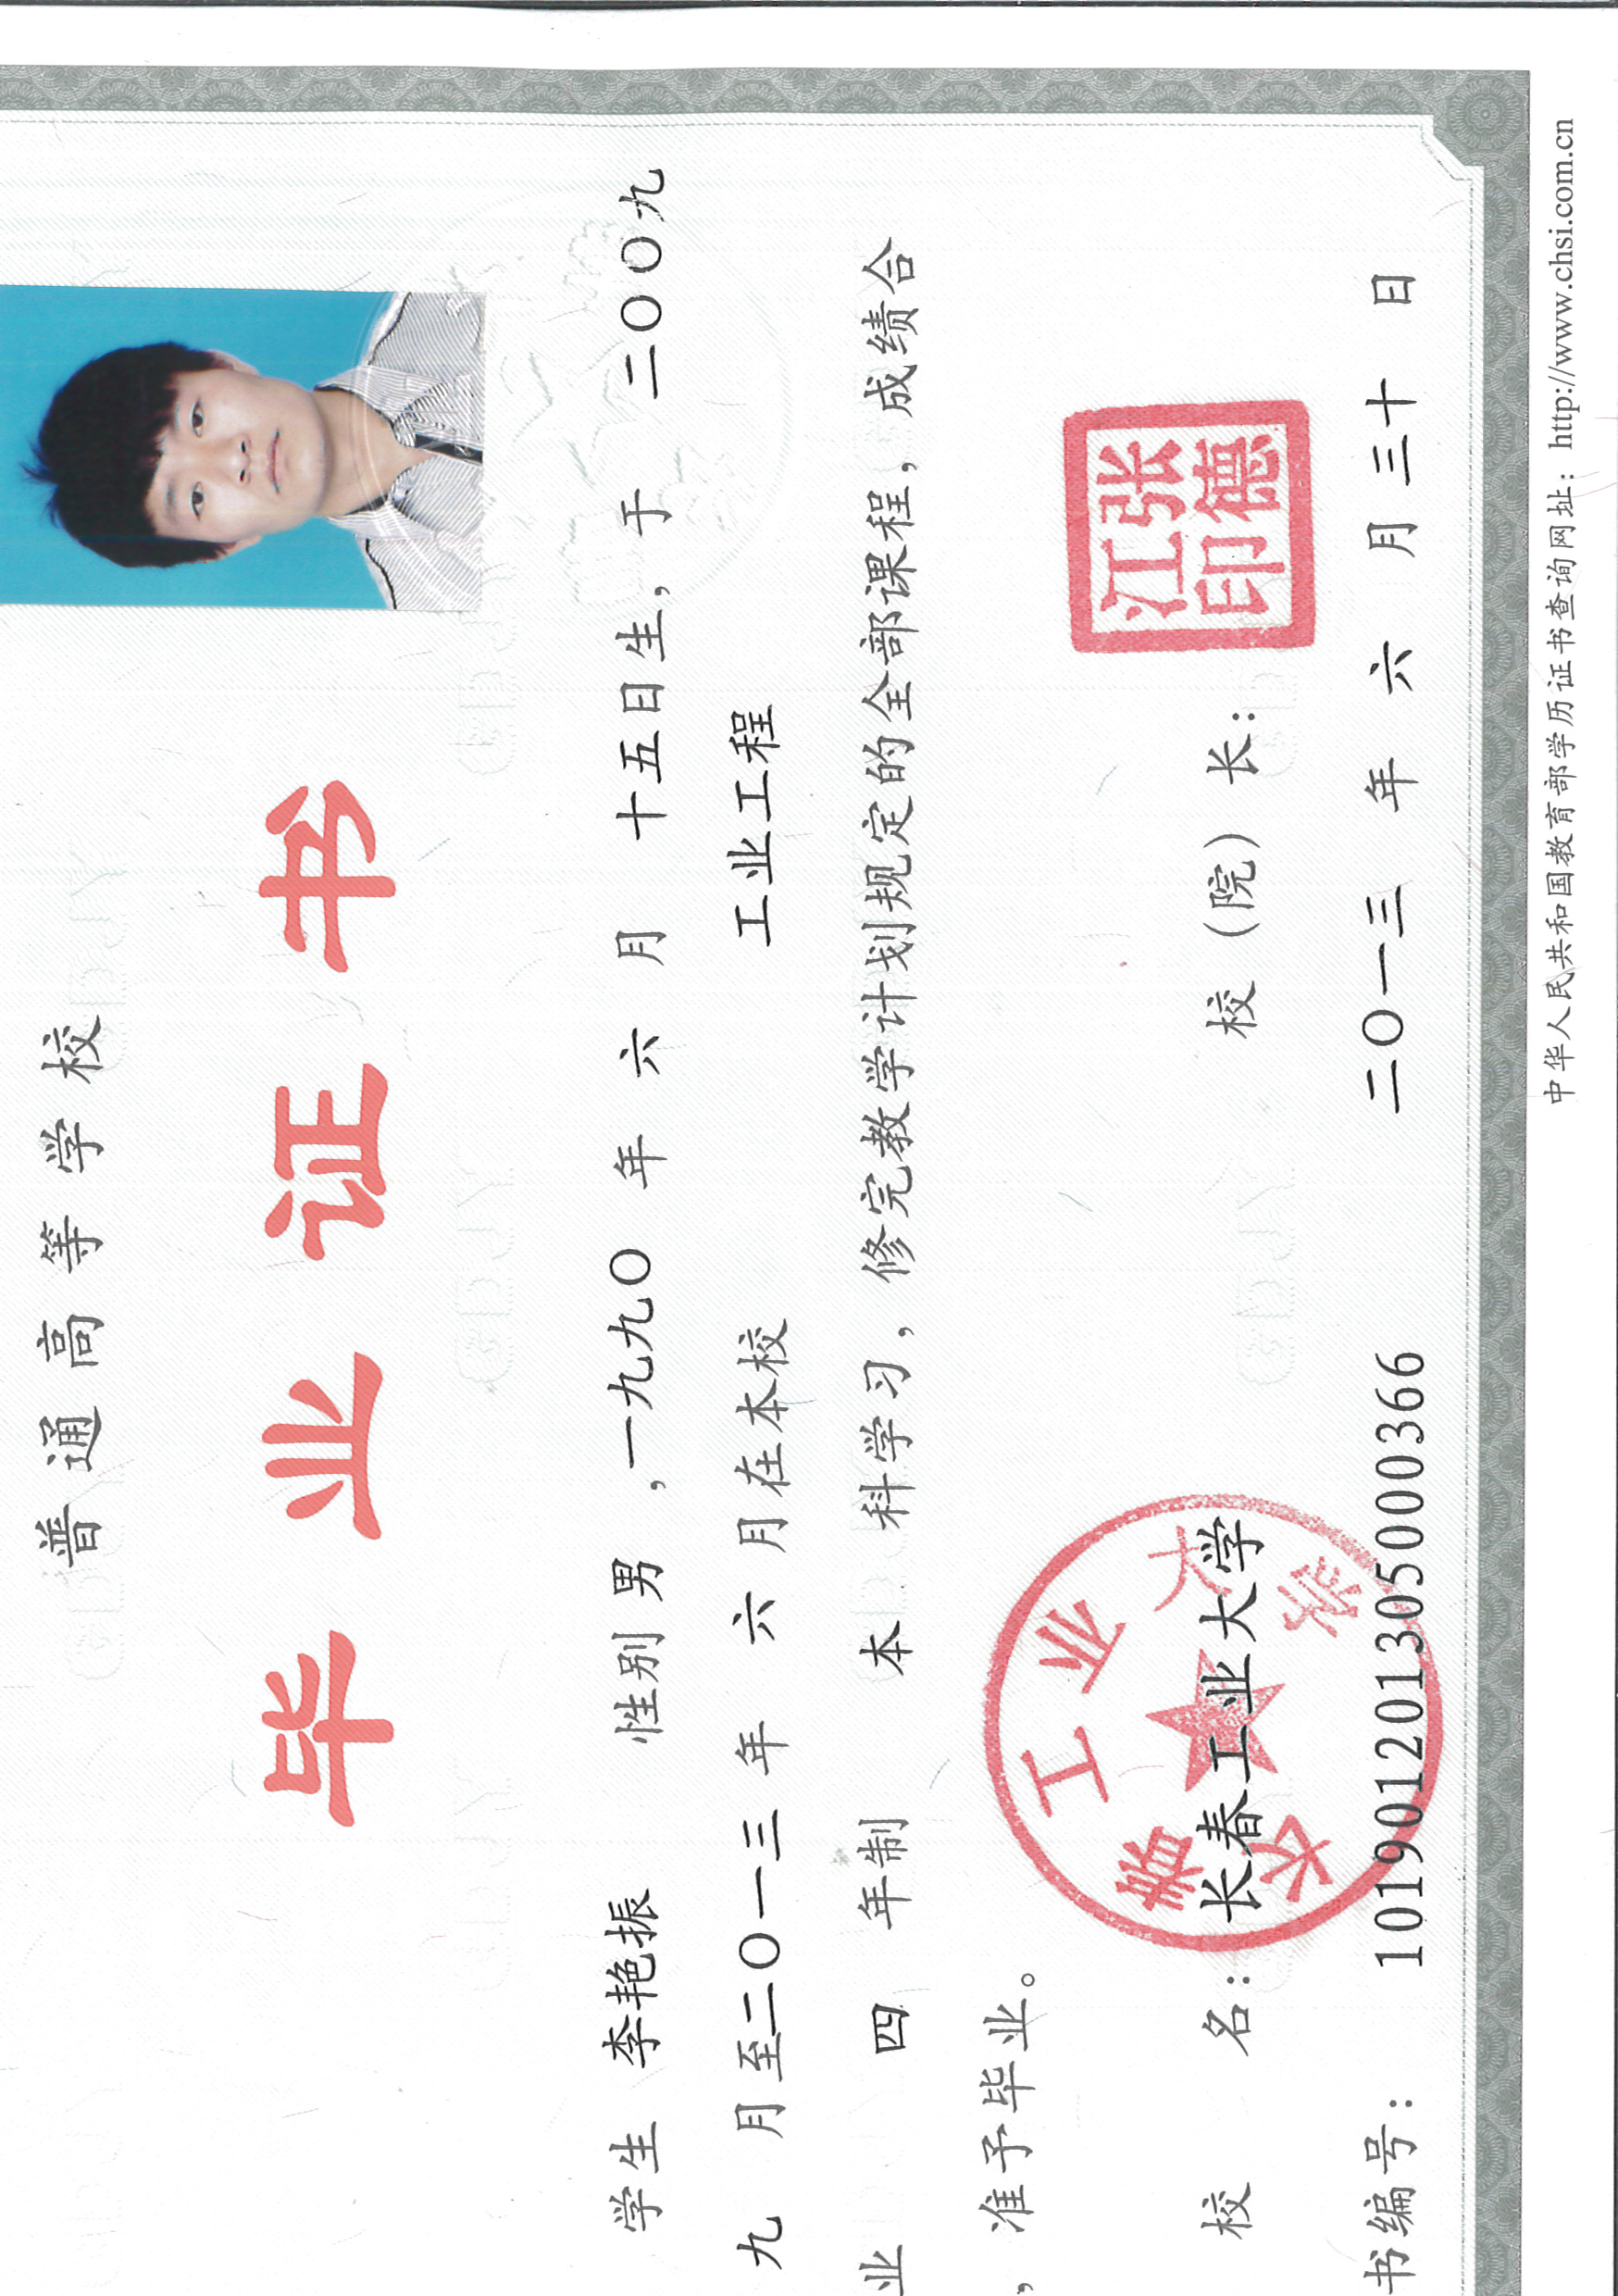 普通高等学校
毕业证书
学生 李艳振 性别 男 ,一九九〇 年 六 月 十五日生, 于 二〇〇九
九 月至二〇一三 年 六 月在本校 工业工程
业 四 年制 本 科学习, 修完教学计划规定的全部课程, 成绩合
, 准予毕业。
张德江印
校 名: 长春工业大学 校 (院) 长:
长春工业大学
书编号: 101901201305000366 二〇一三 年 六 月 三十 日
中华人民共和国教育部学历证书查询网址: http://www.chsi.com.cn